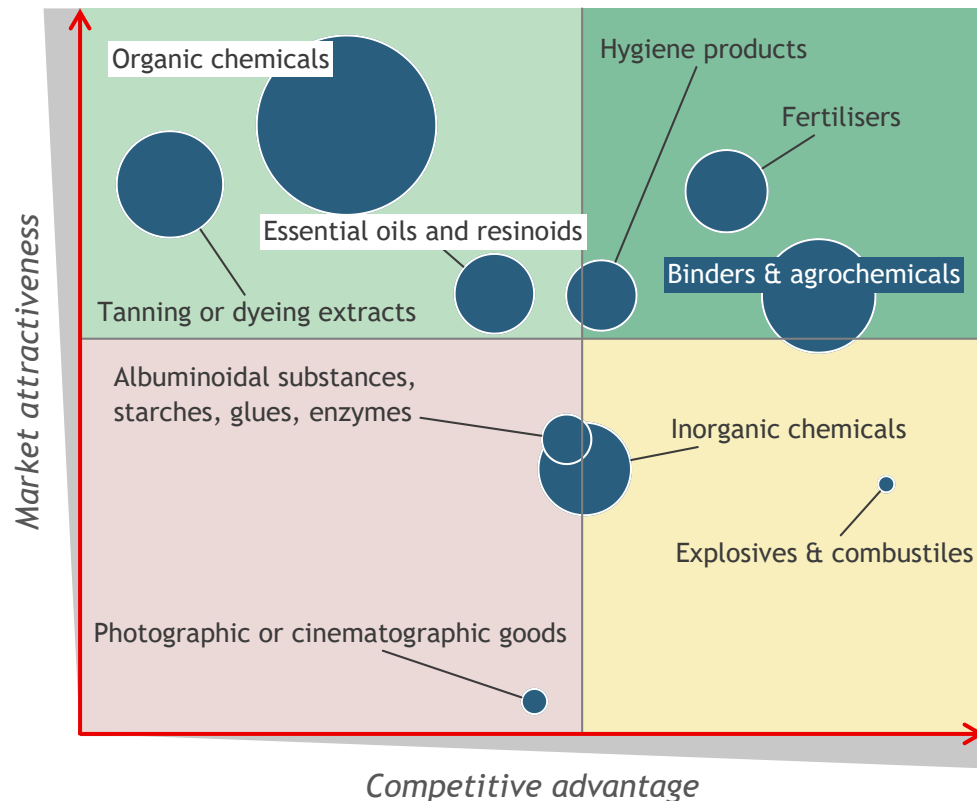 Organic chemicals
Hygiene products
Fertilisers
Essential oils and resinoids
Binders & agrochemicals
Tanning or dyeing extracts
Albuminoidal substances,
starches, glues, enzymes
Inorganic chemicals
Explosives & combustiles
Photographic or cinematographic goods
Market attractiveness
Competitive advantage